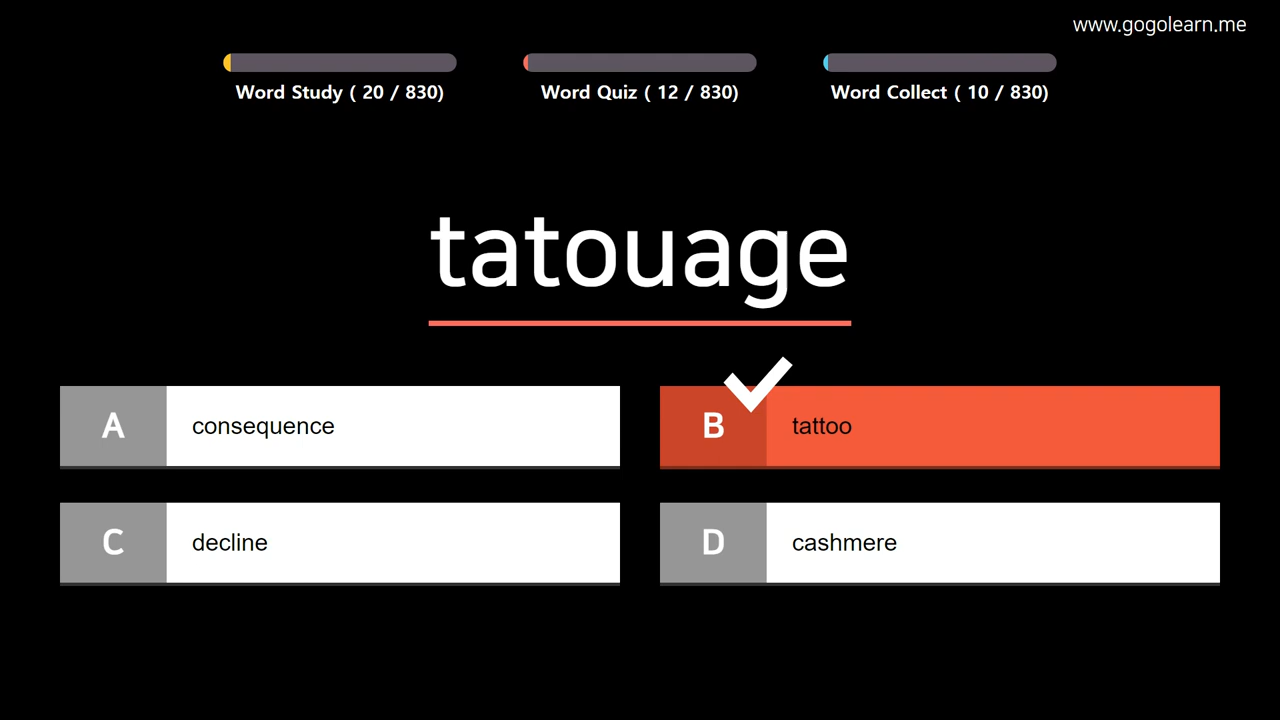 www.gogolearn.me
Word Study ( 20 / 830)
Word Quiz ( 12 / 830)
Word Collect ( 10 / 830)
tatouage
A consequence
B tattoo
C decline
D cashmere